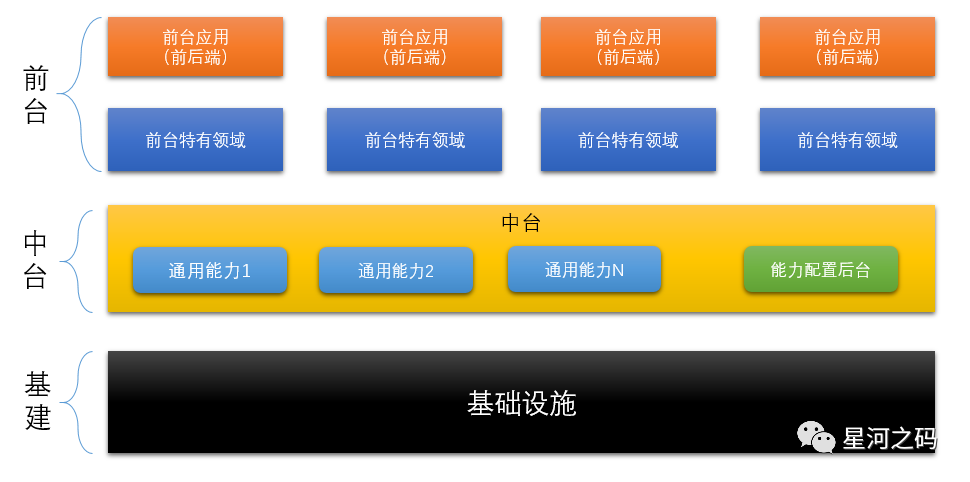 前台
前台应用
(前后端)
前台应用
(前后端)
前台应用
(前后端)
前台应用
(前后端)
前台特有领域
前台特有领域
前台特有领域
前台特有领域
中台
中台
通用能力1
通用能力2
通用能力N
能力配置后台
基建
基础设施
星河之码